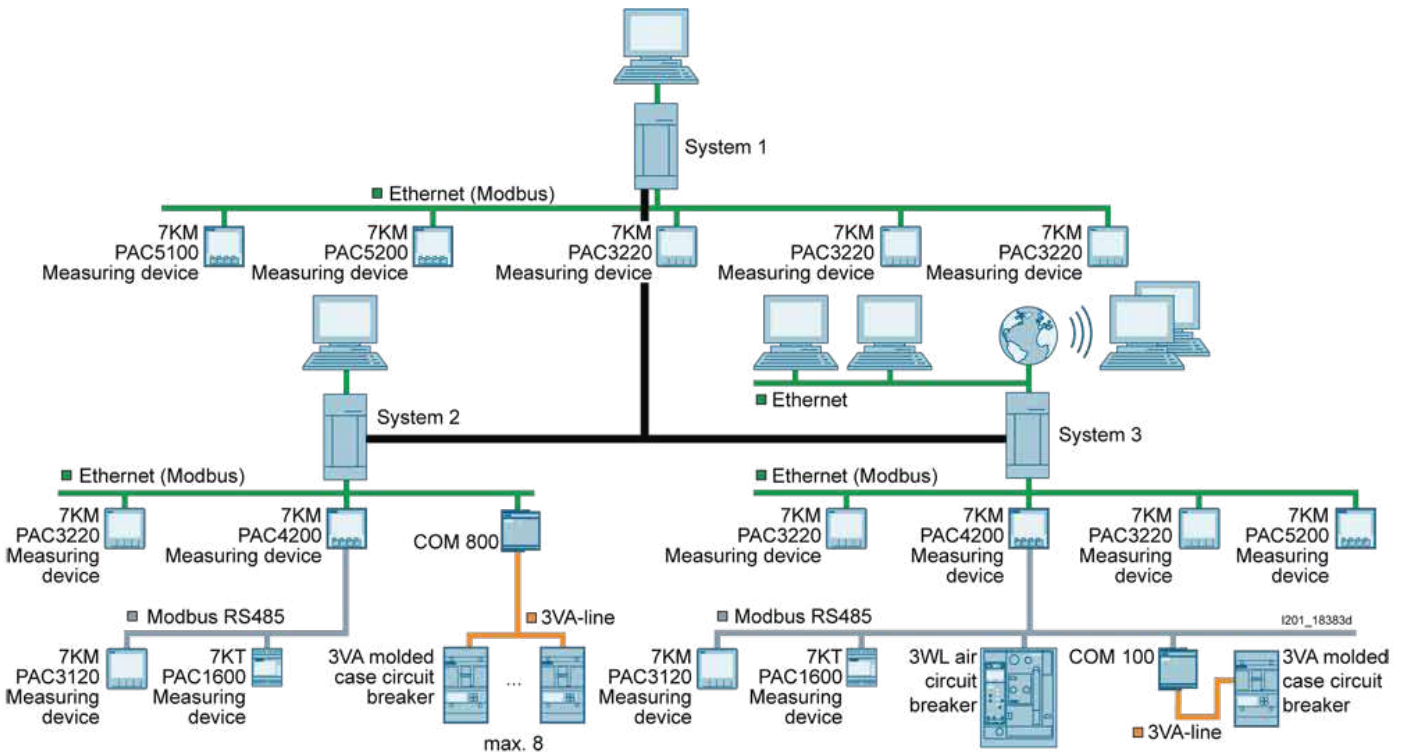 System 1
Ethernet (Modbus)
7KM
PAC5100
Measuring device
7KM
PAC5200
Measuring device
7KM
PAC3220
Measuring device
7KM
PAC3220
Measuring device
7KM
PAC3220
Measuring device
Ethernet
System 2
System 3
Ethernet (Modbus)
7KM
PAC3220
Measuring
device
7KM
PAC4200
Measuring device
COM 800
Ethernet (Modbus)
7KM
PAC3220
Measuring device
7KM
PAC4200
Measuring
device
7KM
PAC3220
Measuring
device
7KM
PAC5200
Measuring
device
Modbus RS485
7KM
PAC3120
Measuring
device
7KT
PAC1600
Measuring
device
3VA-line
3VA molded
case circuit
breaker
...
max. 8
Modbus RS485
I201_18383d
7KM
PAC3120
Measuring
device
7KT
PAC1600
Measuring
device
3WL air
circuit
breaker
COM 100
3VA molded
case circuit
breaker
3VA-line